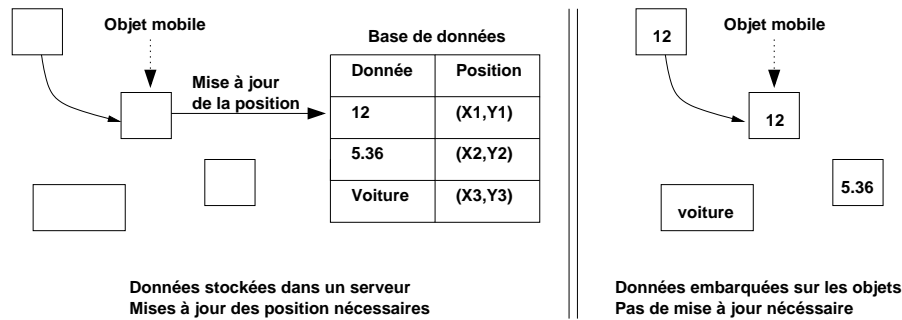 Objet mobile
Base de données
Donnée Position
Mise à jour
de la position
12 (X1,Y1)
5.36 (X2,Y2)
Voiture (X3,Y3)
Données stockées dans un serveur
Mises à jour des position nécessaires
12
Objet mobile
12
5.36
voiture
Données embarquées sur les objets
Pas de mise à jour nécéssaire